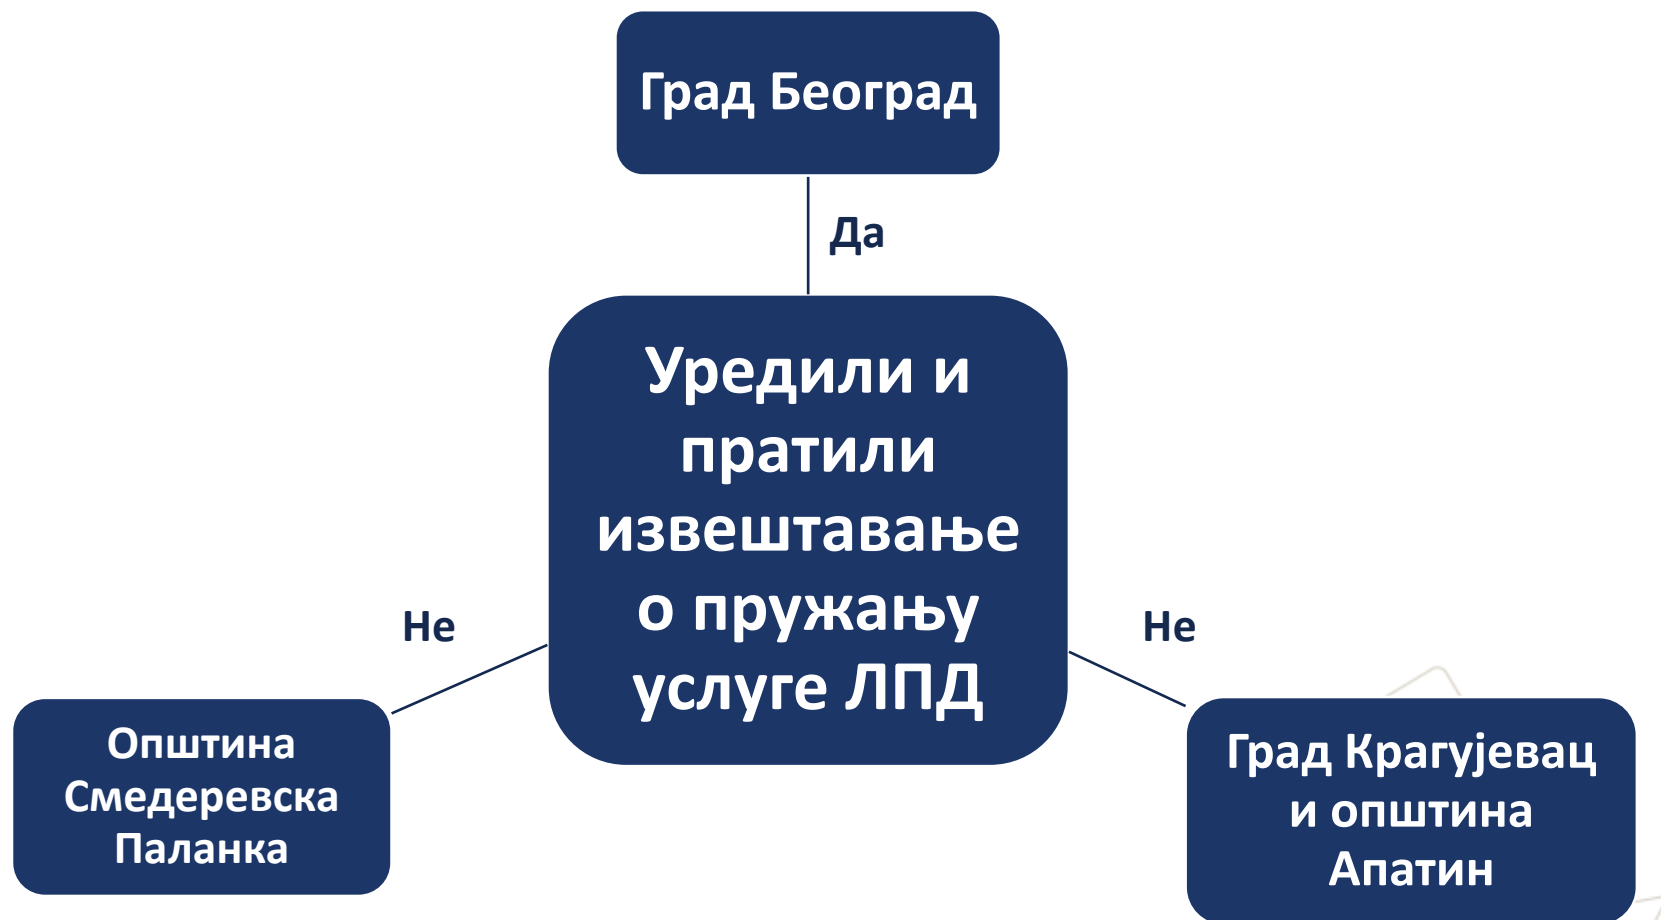 Град Београд
Да
Уредили и
пратили
извештавање
о пружању
услуге ЛПД
Не
Не
Општина
Смедеревска
Паланка
Град Крагујевац
и општина
Апатин